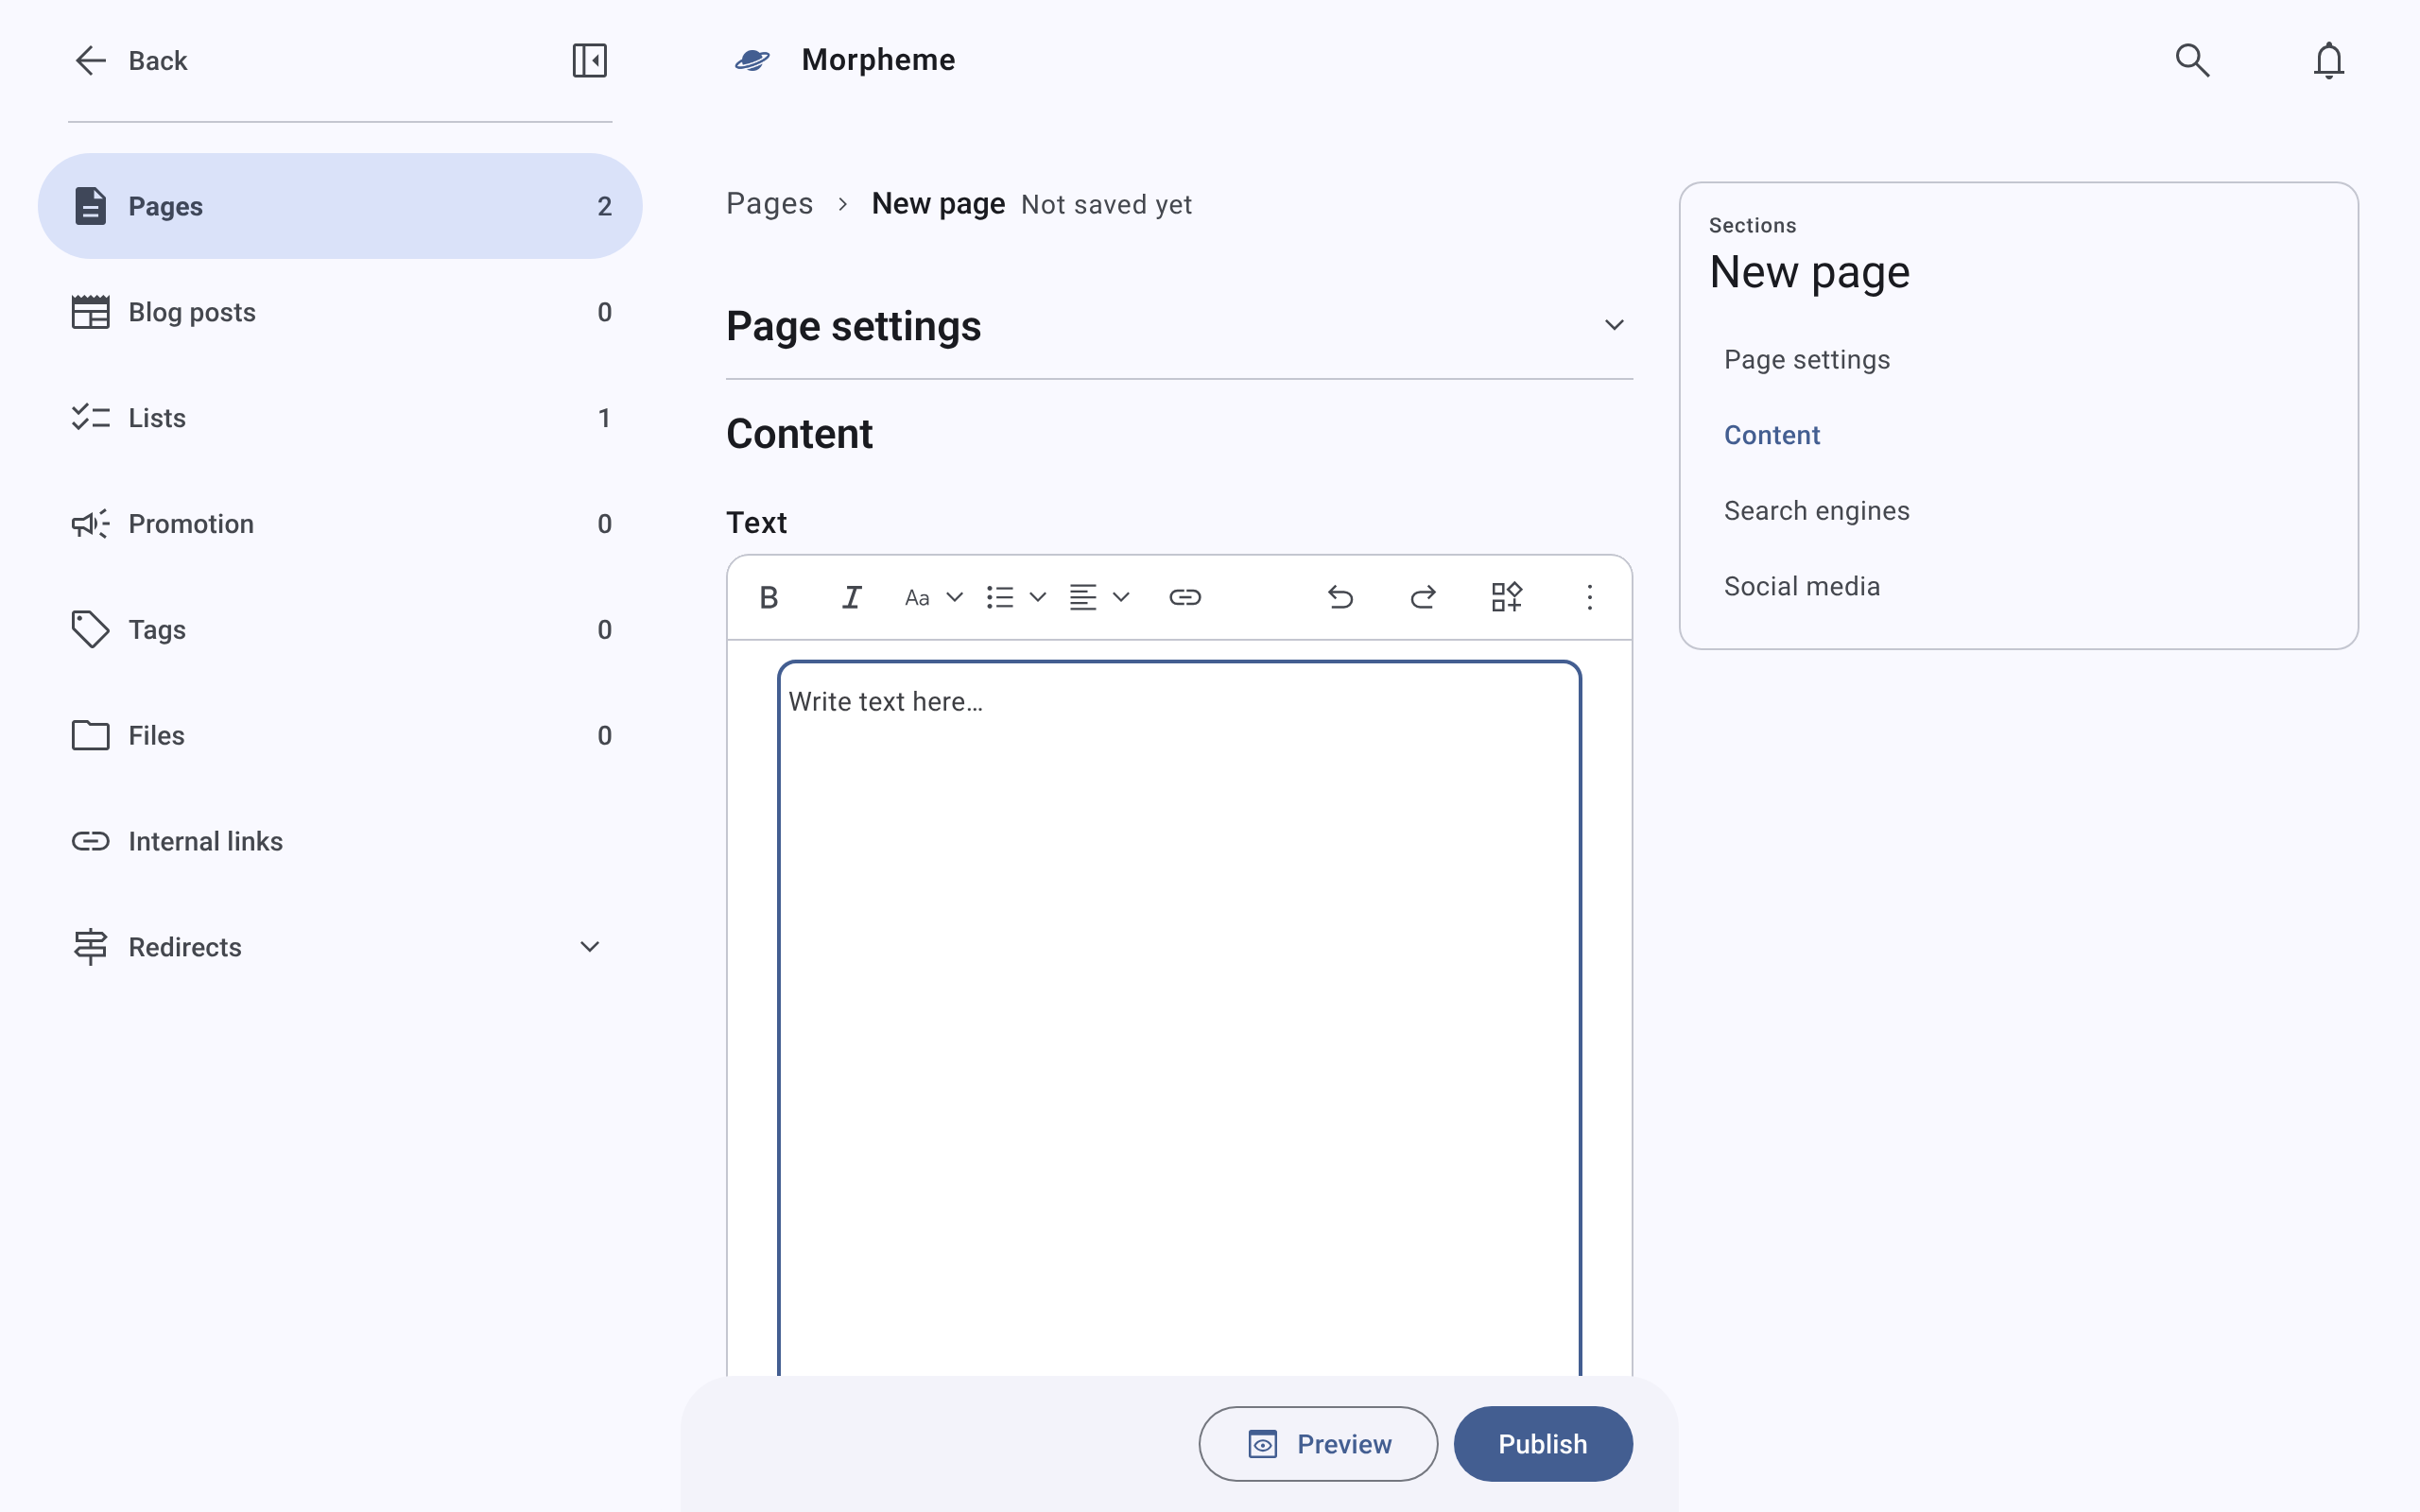 Back
Pages 2
Blog posts 0
Lists 1
Promotion 0
Tags 0
Files 0
Internal links
Redirects
Morpheme
Pages > New page Not saved yet
Page settings
Content
Text
B I Aa
Write text here…
Preview
Publish
Sections
New page
Page settings
Content
Search engines
Social media